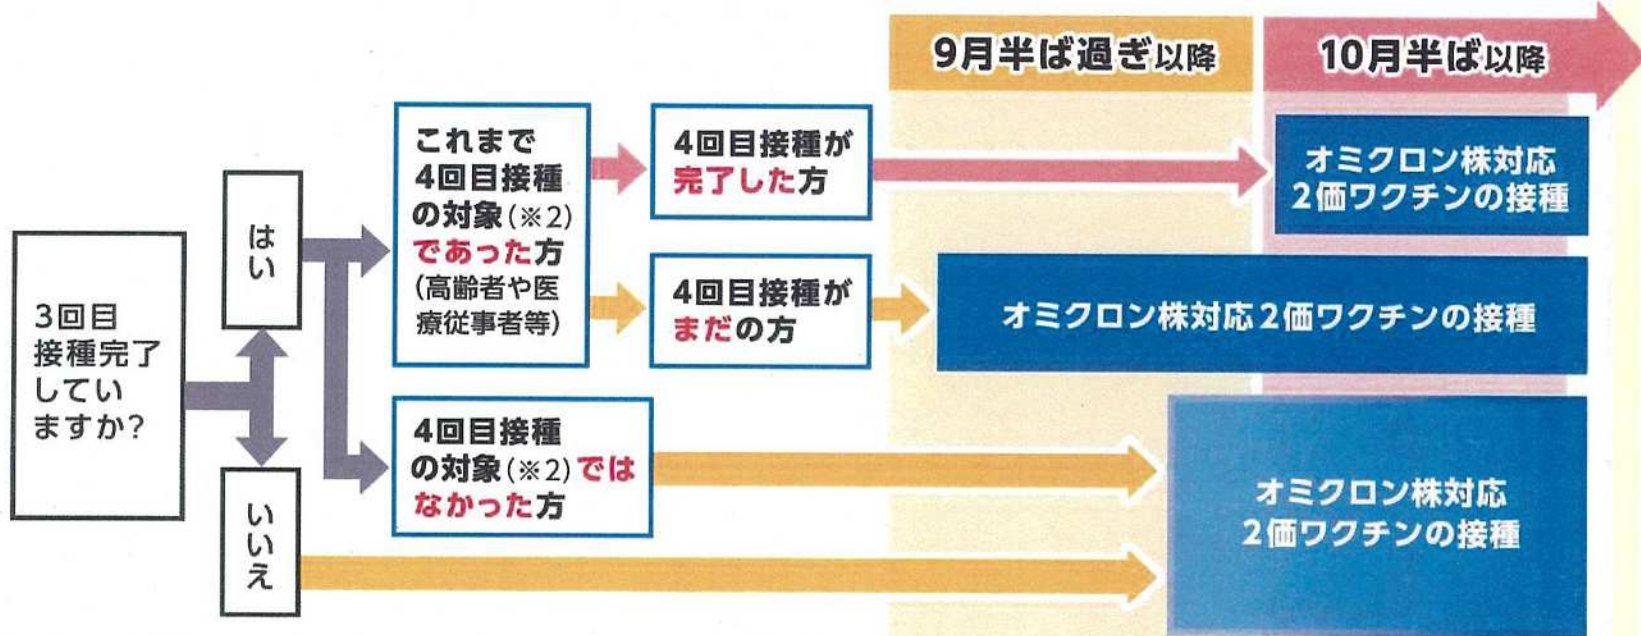 9月半ば過ぎ以降
10月半ば以降
3回目
接種完了
してい
ますか?
はい
いいえ
これまで
4回目接種
の対象(※2)
であった方
(高齢者や医
療従事者等)
4回目接種が
完了した方
4回目接種が
まだの方
4回目接種
の対象(※2)では
なかった方
オミクロン株対応
2価ワクチンの接種
オミクロン株対応2価ワクチンの接種
オミクロン株対応
2価ワクチンの接種